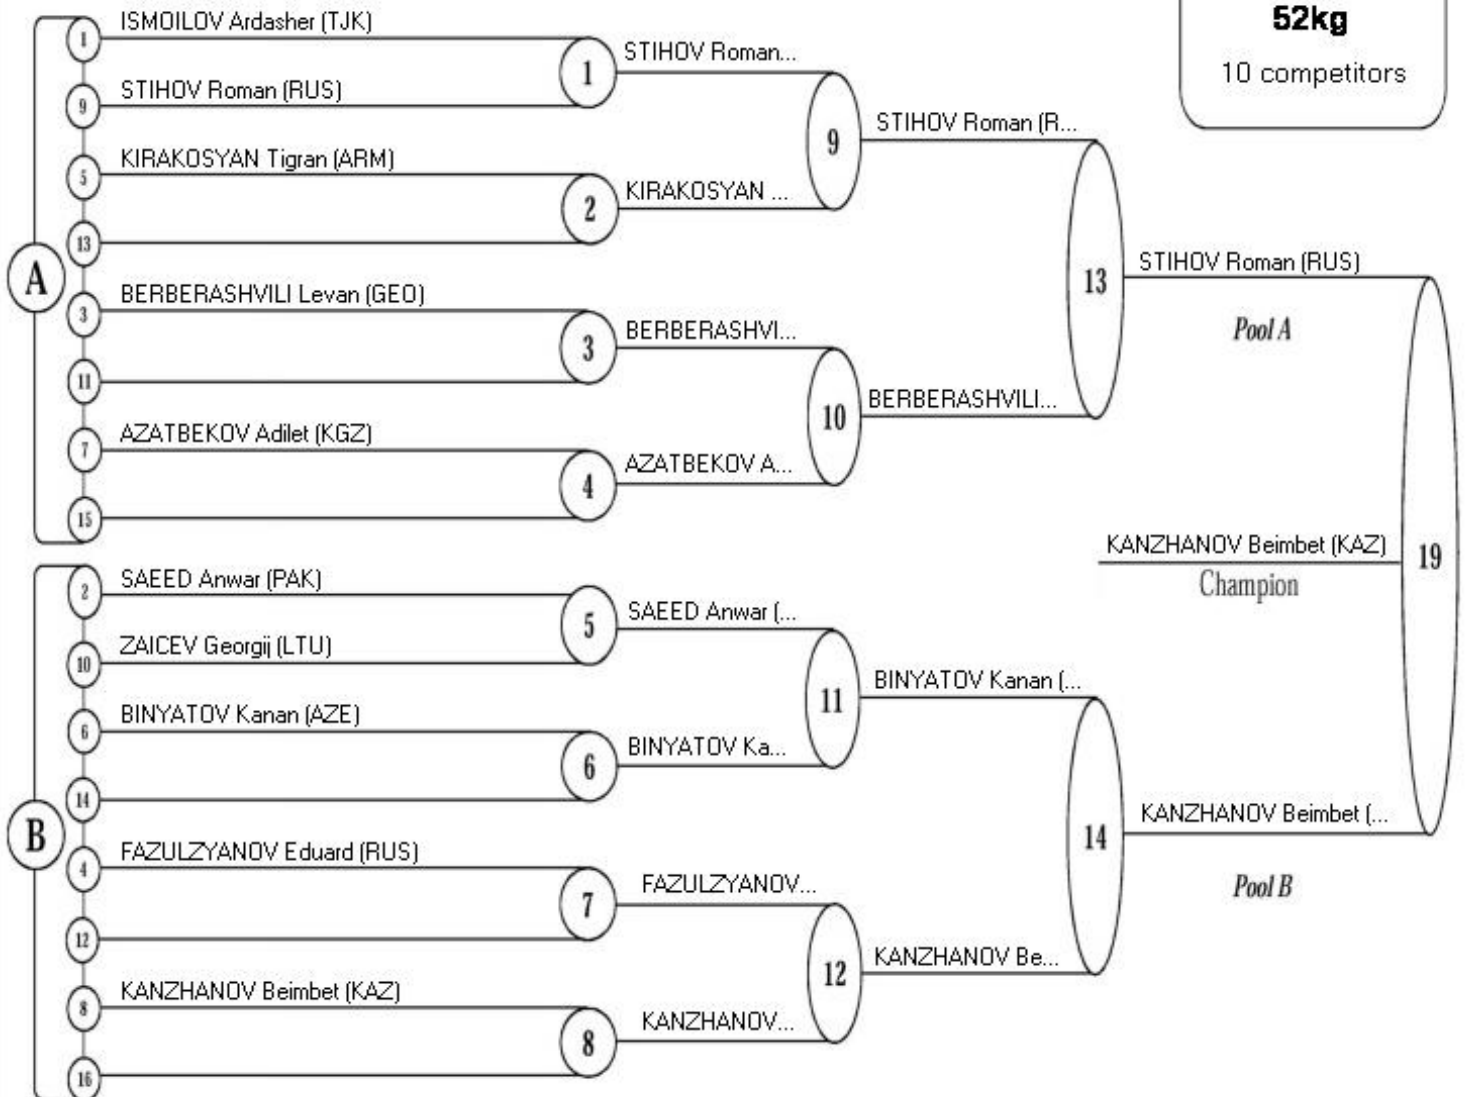 52kg
10 competitors
A
1
ISMOILOV Ardasher (TJK)
9
STIHOV Roman (RUS)
5
KIRAKOSYAN Tigran (ARM)
13
3
BERBERASHVILI Levan (GEO)
11
7
AZATBEKOV Adilet (KGZ)
15
B
2
SAEED Anwar (PAK)
10
ZAICEV Georgij (LTU)
6
BINYATOV Kanan (AZE)
14
4
FAZULZYANOV Eduard (RUS)
12
8
KANZHANOV Beimbet (KAZ)
16
1
STIHOV Roman...
2
KIRAKOSYAN ...
3
BERBERASHVI...
4
AZATBEKOV A...
5
SAEED Anwar (...
6
BINYATOV Ka...
7
FAZULZYANOV...
8
KANZHANOV...
9
STIHOV Roman (R...
10
BERBERASHVILI...
11
BINYATOV Kanan (...
12
KANZHANOV Be...
13
STIHOV Roman (RUS)
Pool A
14
KANZHANOV Beimbet (...
Pool B
19
KANZHANOV Beimbet (KAZ)
Champion